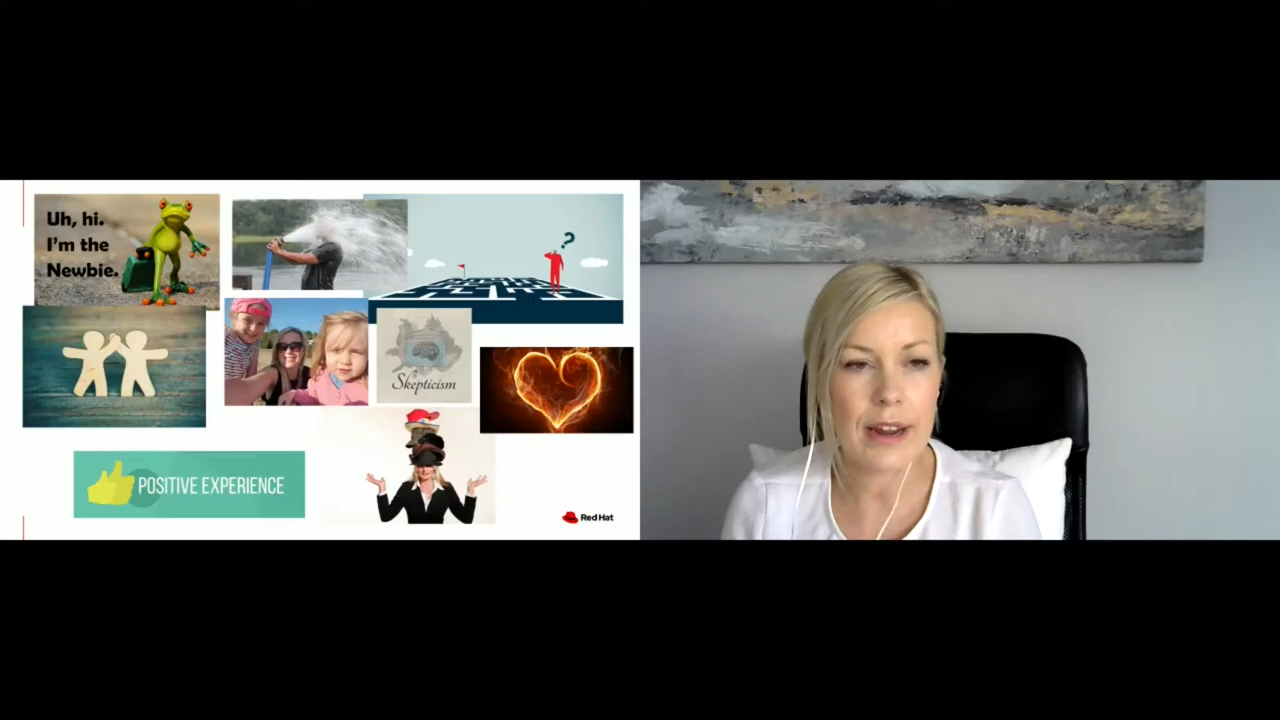 Uh, hi.
I'm the
Newbie.
Skepticism
POSITIVE EXPERIENCE
Red Hat